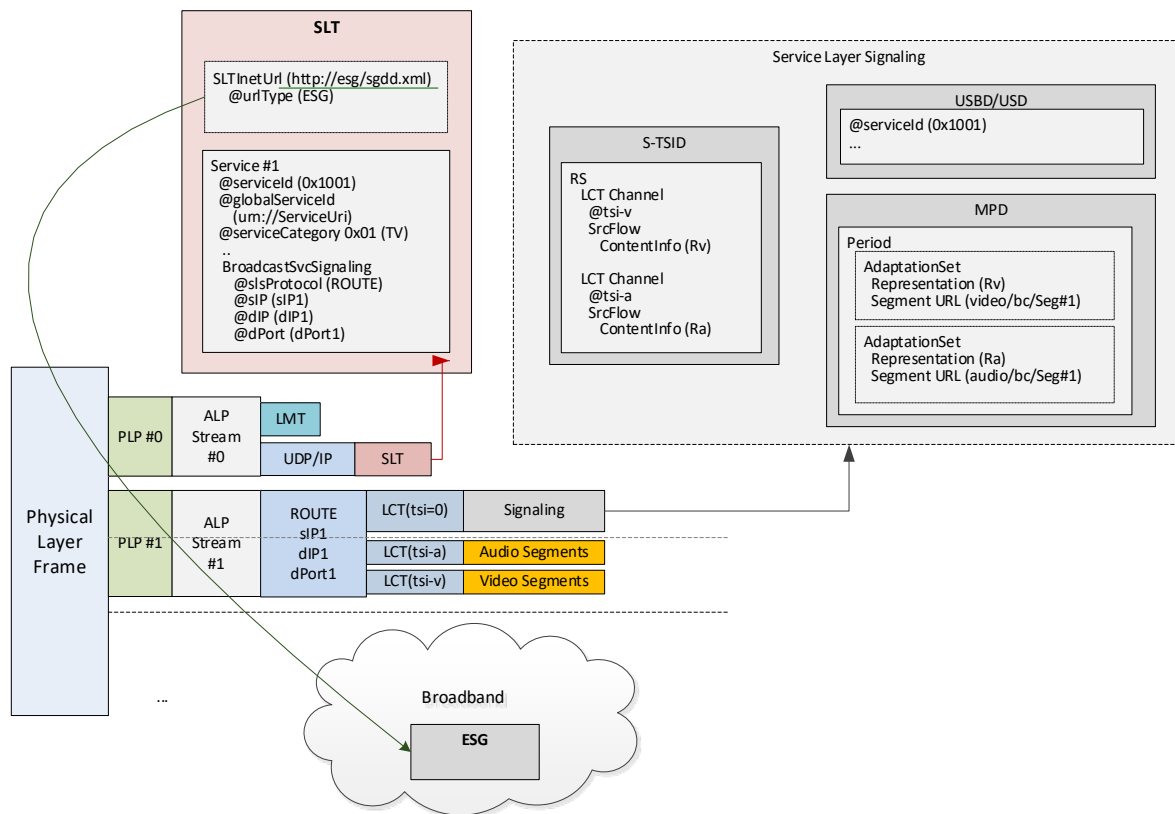 SLT
SLTInetUrl (http://esg/sgdd.xml)
@urlType (ESG)
Service #1
@serviceId (0x1001)
@globalServiceId
(urn://ServiceUri)
@serviceCategory 0x01 (TV)
..
BroadcastSvcSignaling
@slsProtocol (ROUTE)
@sIP (sIP1)
@dIP (dIP1)
@dPort (dPort1)
Service Layer Signaling
S-TSID
RS
LCT Channel
@tsi-v
SrcFlow
ContentInfo (Rv)
LCT Channel
@tsi-a
SrcFlow
ContentInfo (Ra)
USBD/USD
@serviceId (0x1001)
...
MPD
Period
AdaptationSet
Representation (Rv)
Segment URL (video/bc/Seg#1)
AdaptationSet
Representation (Ra)
Segment URL (audio/bc/Seg#1)
Physical
Layer
Frame
PLP #0
ALP
Stream
#0
LMT
UDP/IP
SLT
PLP #1
ALP
Stream
#1
ROUTE
sIP1
dIP1
dPort1
LCT(tsi=0)
Signaling
LCT(tsi-a)
Audio Segments
LCT(tsi-v)
Video Segments
...
Broadband
ESG